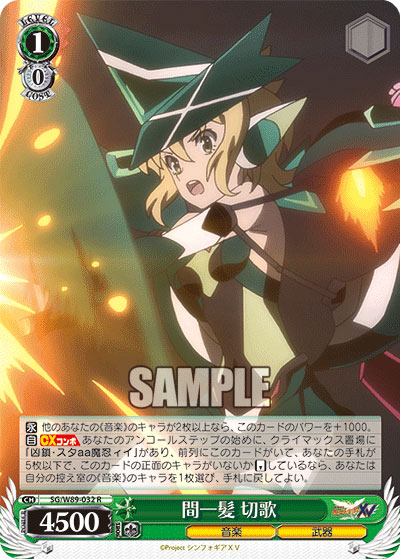 LEVEL
1
0
COST
SAMPLE
永 他のあなたの《音楽》のキャラが2枚以上なら、このカードのパワーを+1000。
自 CXコンボ あなたのアンコールステップの始めに、クライマックス置場に
「凶鎖・スタaa魔忍ィイ」があり、前列にこのカードがいて、あなたの手札が
5枚以下で、このカードの正面のキャラがいないかリバースしているなら、あなたは
自分の控え室の《音楽》のキャラを1枚選び、手札に戻してよい。
CH SG/W89-032 R
間一髪 切歌
4500
音楽
武器
©Project シンフォギアXV